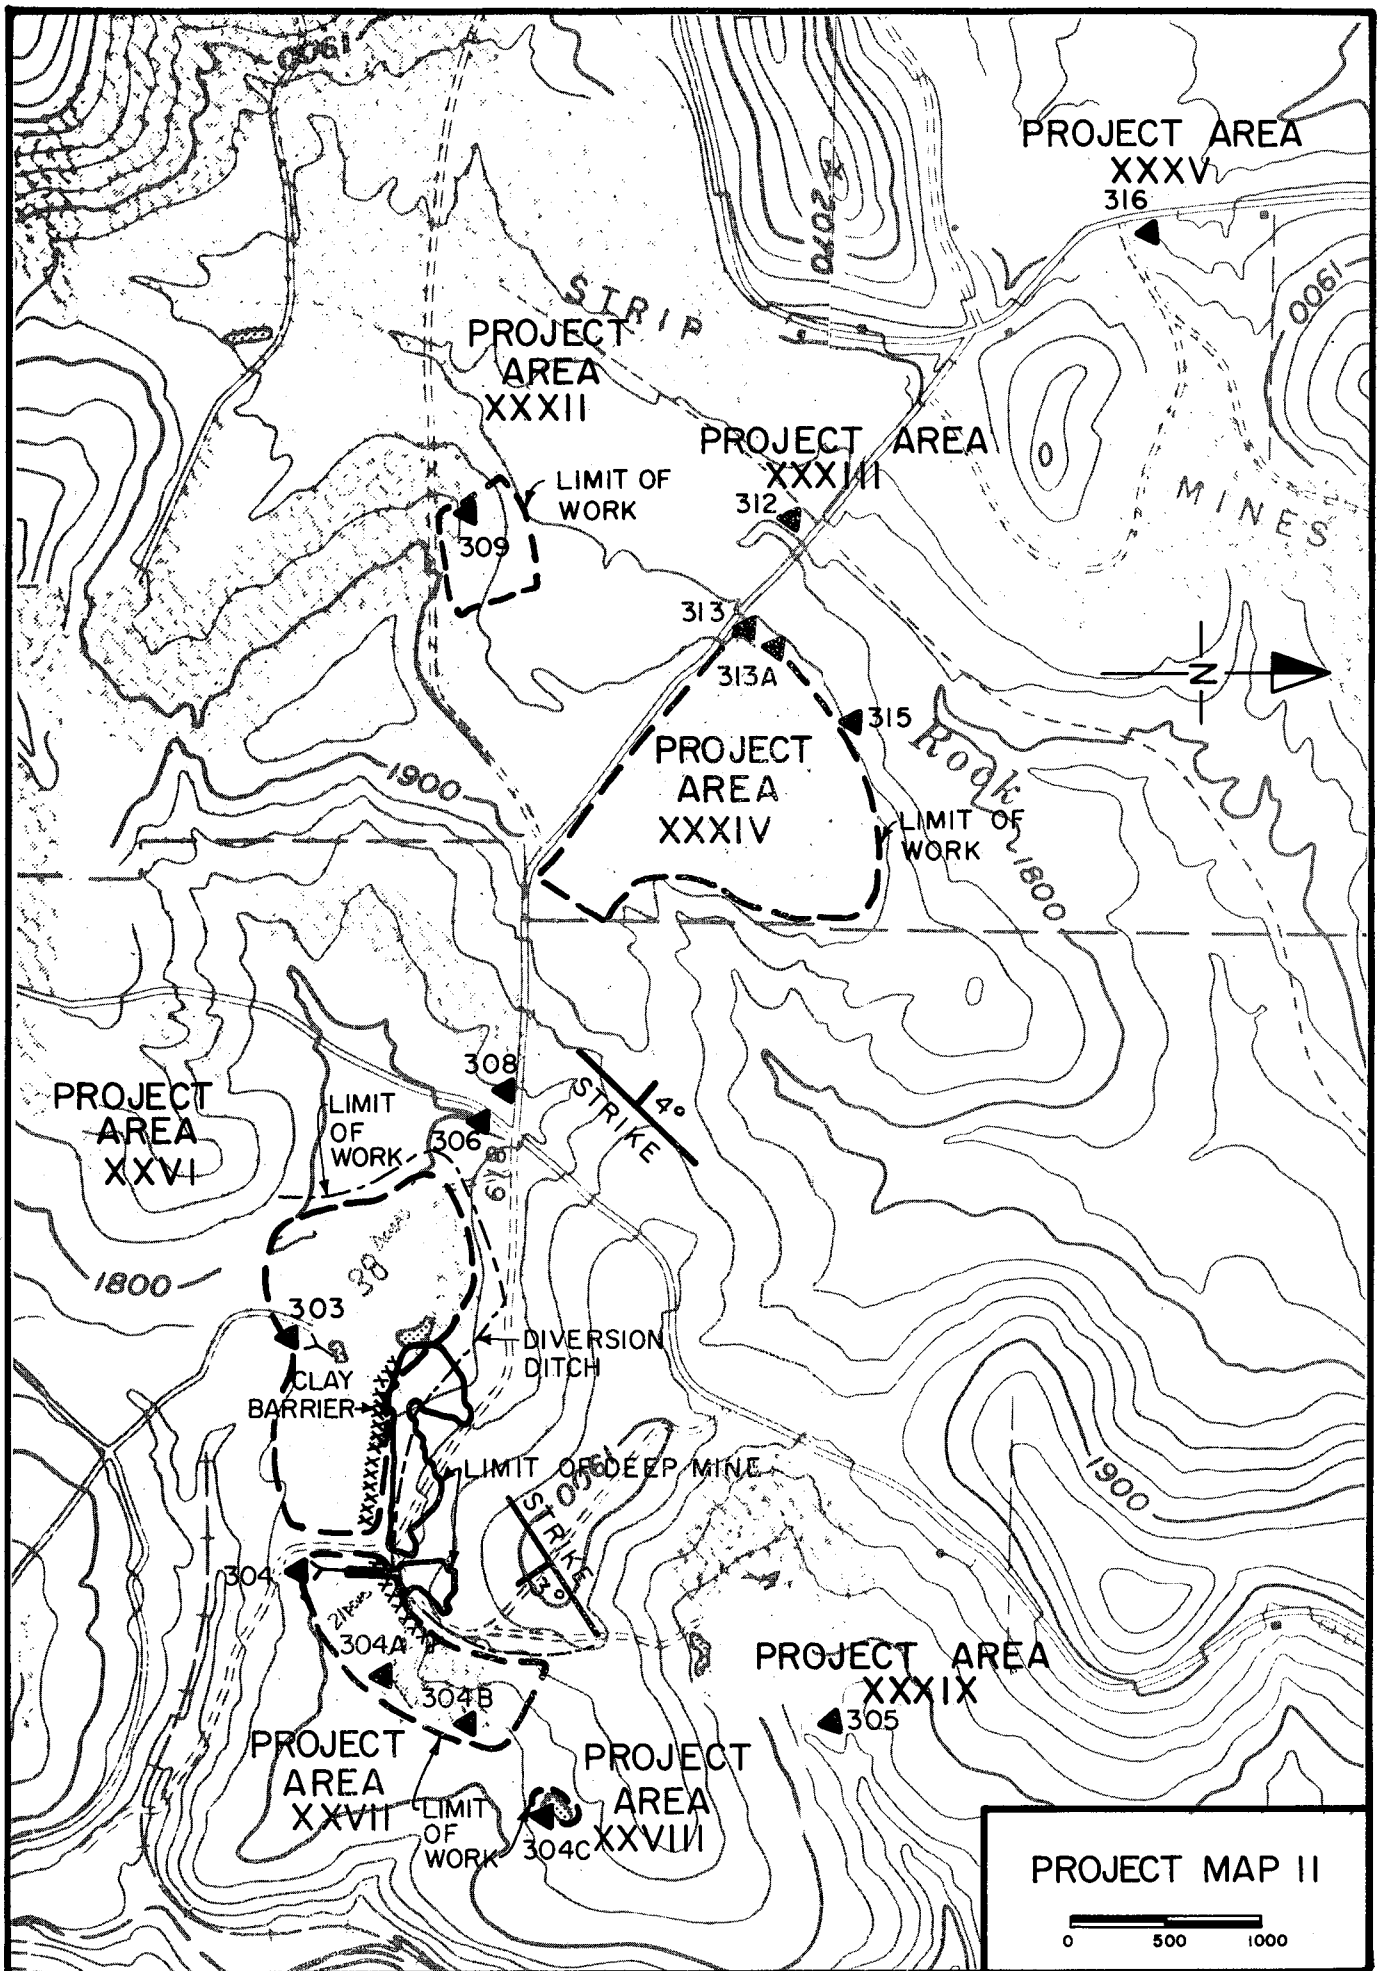 1900
PROJECT AREA
XXXV
316
2070
1900
STRIP
PROJECT
AREA
XXXII
PROJECT AREA
XXXIII
312
LIMIT OF
WORK
309
MINES
313
313A
N
315
Rock
PROJECT
AREA
XXXIV
1900
LIMIT OF
WORK
1800
308
STRIKE
4°
PROJECT
AREA
XXVI
LIMIT
OF
WORK
306
1819
38 Acres
1800
303
DIVERSION
DITCH
CLAY
BARRIER
LIMIT OF DEEP MINE
1900
STRIKE
3°
1900
304
304A
304B
PROJECT AREA
XXXIX
305
PROJECT
AREA
XXVII
LIMIT
OF
WORK
304C
PROJECT
AREA
XXVIII
PROJECT MAP II
0 500 1000